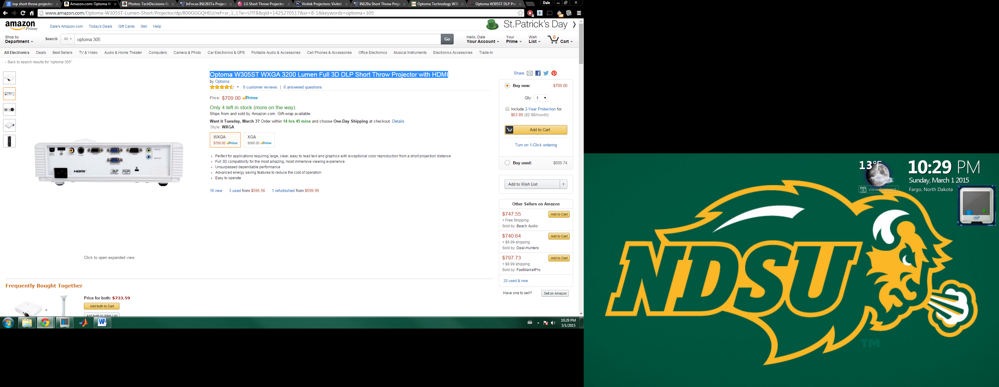 top short throw projector
Amazon.com: Optoma W
Photos: TechDecisions Gu
InFocus IN126STa Project
LG Short Throw Projector
Vivitek Projectors: Vivitek
IN120a Short Throw Proje
Optoma Technology W30
Optoma W305ST DLP Pro
Dale
www.amazon.com/Optoma-W305ST-Lumen-Short-Projector/dp/B00GGGQHEU/ref=sr_1_1?ie=UTF8&qid=1425270517&sr=8-1&keywords=optoma+305
amazon Prime
Dale's Amazon.com Today's Deals Gift Cards Sell Help
St.Patrick's Day
Shop by
Department
Search All optoma 305 Go
Hello, Dale
Your Account
Your
Prime
Wish
List
0
Cart
All Electronics Deals Best Sellers TV & Video Audio & Home Theater Computers Camera & Photo Car Electronics & GPS Portable Audio & Accessories Cell Phones & Accessories Office Electronics Musical Instruments Electronics Accessories Trade-In
‹ Back to search results for "optoma 305"
Optoma W305ST WXGA 3200 Lumen Full 3D DLP Short Throw Projector with HDMI
by Optoma
8 customer reviews | 6 answered questions
Price: $709.00 Prime
Only 4 left in stock (more on the way).
Ships from and sold by Amazon.com. Gift-wrap available.
Want it Tuesday, March 3? Order within 14 hrs 45 mins and choose One-Day Shipping at checkout. Details
Style: WXGA
WXGA
$709.00 Prime
XGA
$566.00 Prime
Perfect for applications requiring large, clear, easy to read text and graphics with exceptional color reproduction from a short projection distance
Full 3D compatibility for the most amazing, most immersive viewing experience
Unsurpassed dependable performance
Advanced energy saving features to reduce the cost of operation
Easy to operate
16 new 3 used from $595.56 1 refurbished from $599.99
HDMI
DLP
Full 3D
Click to open expanded view
Share
Buy new: $709.00
Qty: 1
Include 2-Year Protection for
$63.89 ($2.66/month)
Add to Cart
Turn on 1-Click ordering
Buy used: $609.74
Add to Wish List
Other Sellers on Amazon
$747.55 Add to Cart
+ Free Shipping
Sold by: Beach Audio
$740.64 Add to Cart
+ $8.99 shipping
Sold by: Deal-Hunters
$797.73 Add to Cart
+ $8.99 shipping
Sold by: FastMarketPro
20 used & new
Have one to sell? Sell on Amazon
Frequently Bought Together
Price for both: $733.59
Add both to Cart
Add both to Wish List
10:29 PM
3/1/2015
13°F
view forecast
10:29 PM
Sunday, March 1 2015
Fargo, North Dakota
intel
NDSU
TM